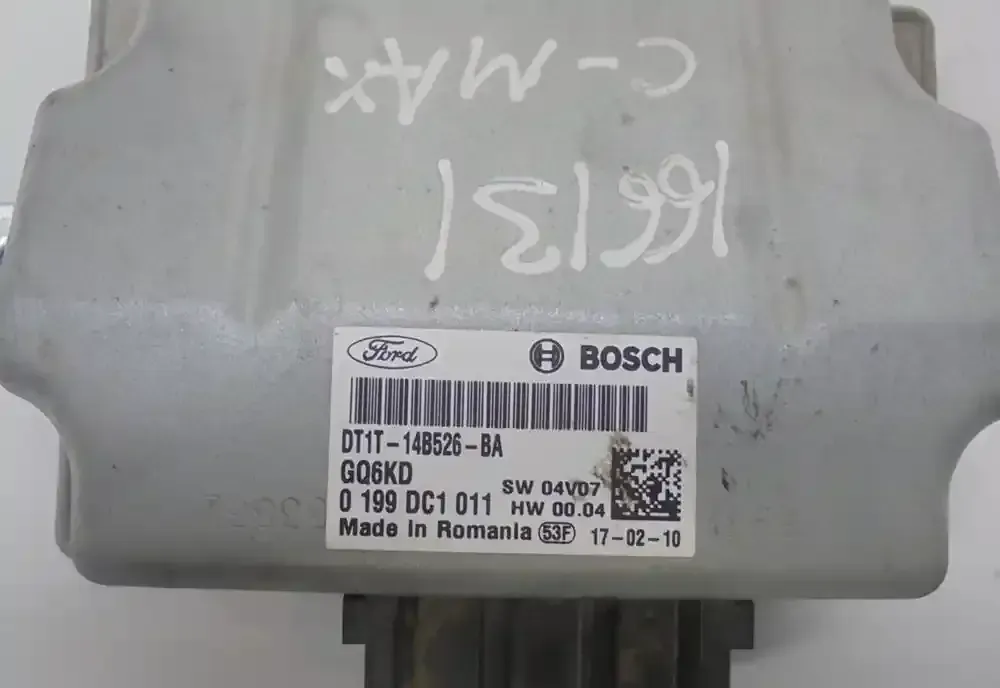 C-MAX
166131
Ford
BOSCH
DT1T-14B526-BA
GQ6KD
SW 04V07
0 199 DC1 011 HW 00.04
Made in Romania 53F 17-02-10